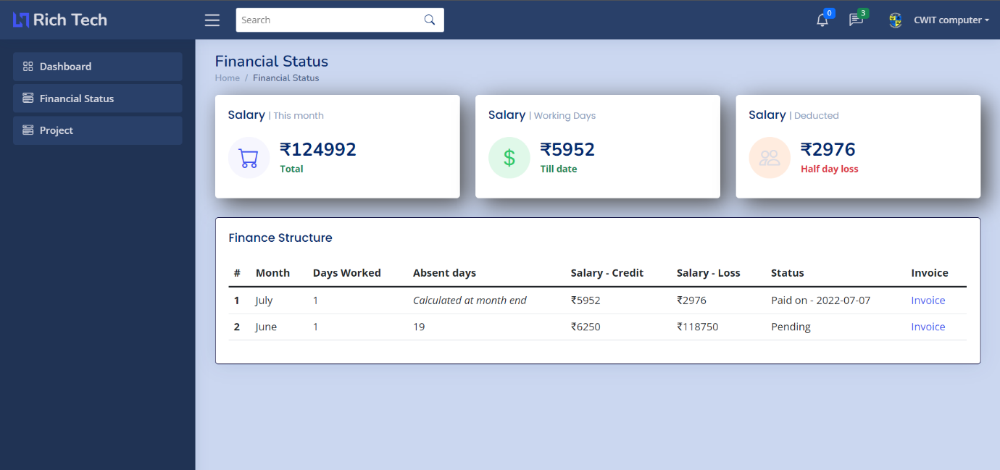 Rich Tech
Search
0
3
CWIT computer
Dashboard
Financial Status
Project
Financial Status
Home / Financial Status
Salary | This month
₹124992
Total
Salary | Working Days
$
₹5952
Till date
Salary | Deducted
₹2976
Half day loss
Finance Structure
# Month Days Worked Absent days Salary - Credit Salary - Loss Status Invoice
1 July 1 Calculated at month end ₹5952 ₹2976 Paid on - 2022-07-07 Invoice
2 June 1 19 ₹6250 ₹118750 Pending Invoice